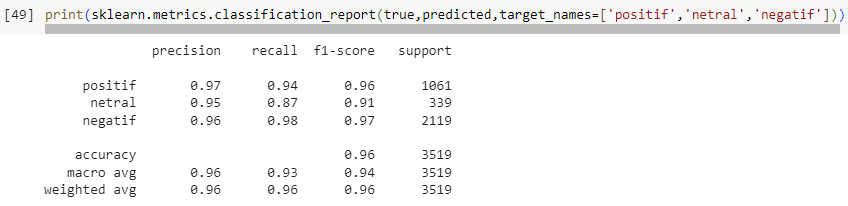 [49] print(sklearn.metrics.classification_report(true,predicted,target_names=['positif','netral','negatif']))
precision recall f1-score support
positif 0.97 0.94 0.96 1061
netral 0.95 0.87 0.91 339
negatif 0.96 0.98 0.97 2119
accuracy 0.96 3519
macro avg 0.96 0.93 0.94 3519
weighted avg 0.96 0.96 0.96 3519